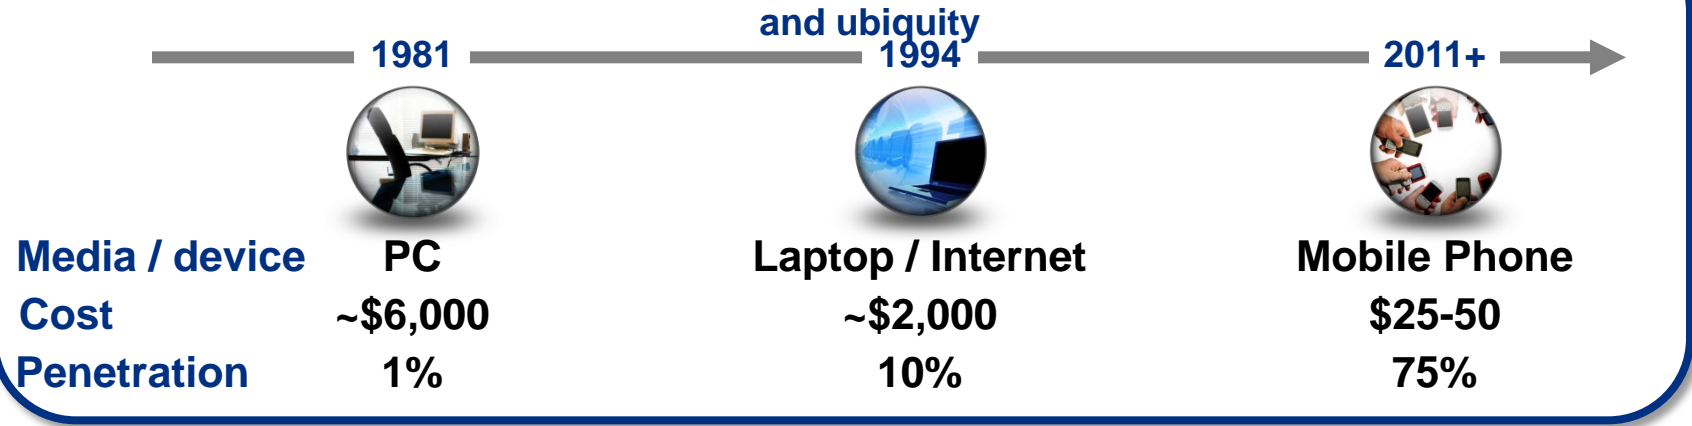 and ubiquity
1981 1994 2011+
Media / device PC Laptop / Internet Mobile Phone
Cost ~$6,000 ~$2,000 $25-50
Penetration 1% 10% 75%